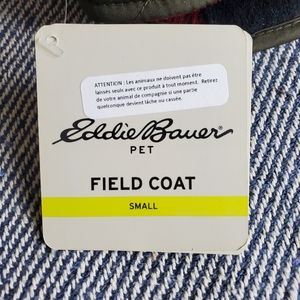 ATTENTION : Les animaux ne doivent pas être
laissés seuls avec ce produit à tout moment. Retirez
de votre animal de compagnie si une partie
quelconque devient lâche ou cassée.
Eddie Bauer®
PET
FIELD COAT
SMALL